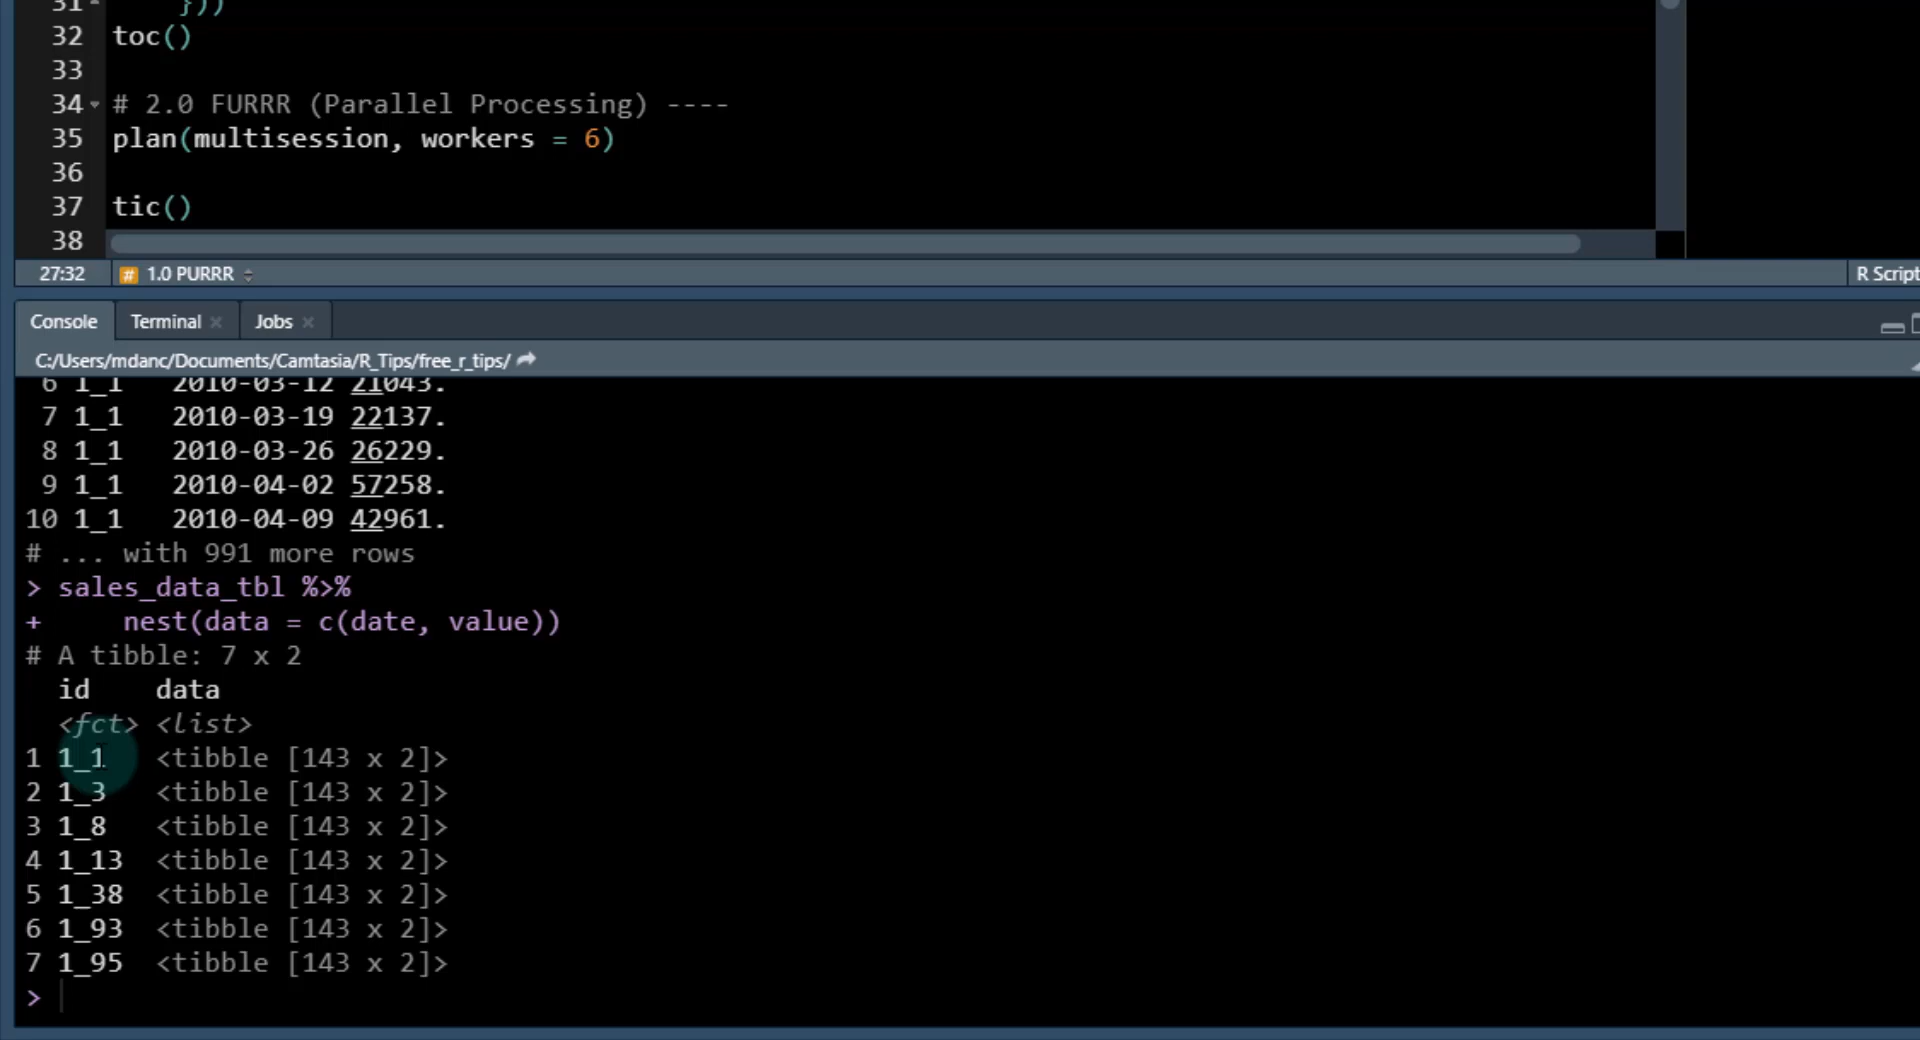 31 }))
32 toc()
33
34 # 2.0 FURRR (Parallel Processing) ----
35 plan(multisession, workers = 6)
36
37 tic()
38
27:32 # 1.0 PURRR R Script
Console Terminal Jobs
C:/Users/mdanc/Documents/Camtasia/R_Tips/free_r_tips/
6 1_1 2010-03-12 21043.
7 1_1 2010-03-19 22137.
8 1_1 2010-03-26 26229.
9 1_1 2010-04-02 57258.
10 1_1 2010-04-09 42961.
# ... with 991 more rows
> sales_data_tbl %>%
+ nest(data = c(date, value))
# A tibble: 7 x 2
id data
<fct> <list>
1 1_1 <tibble [143 x 2]>
2 1_3 <tibble [143 x 2]>
3 1_8 <tibble [143 x 2]>
4 1_13 <tibble [143 x 2]>
5 1_38 <tibble [143 x 2]>
6 1_93 <tibble [143 x 2]>
7 1_95 <tibble [143 x 2]>
>